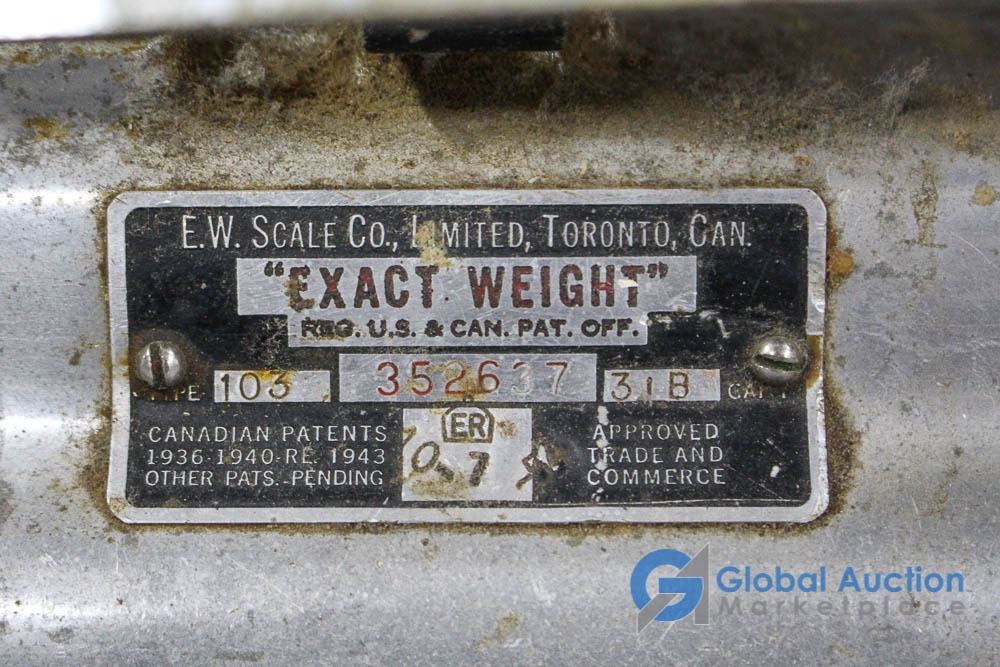 E.W. SCALE CO., LIMITED, TORONTO, CAN.
"EXACT WEIGHT"
REG. U.S. & CAN. PAT. OFF.
103 352637 31B
CANADIAN PATENTS
1936-1940-RE. 1943
OTHER PATS. PENDING
ER
7
APPROVED
TRADE AND
COMMERCE
Global Auction
Marketplace